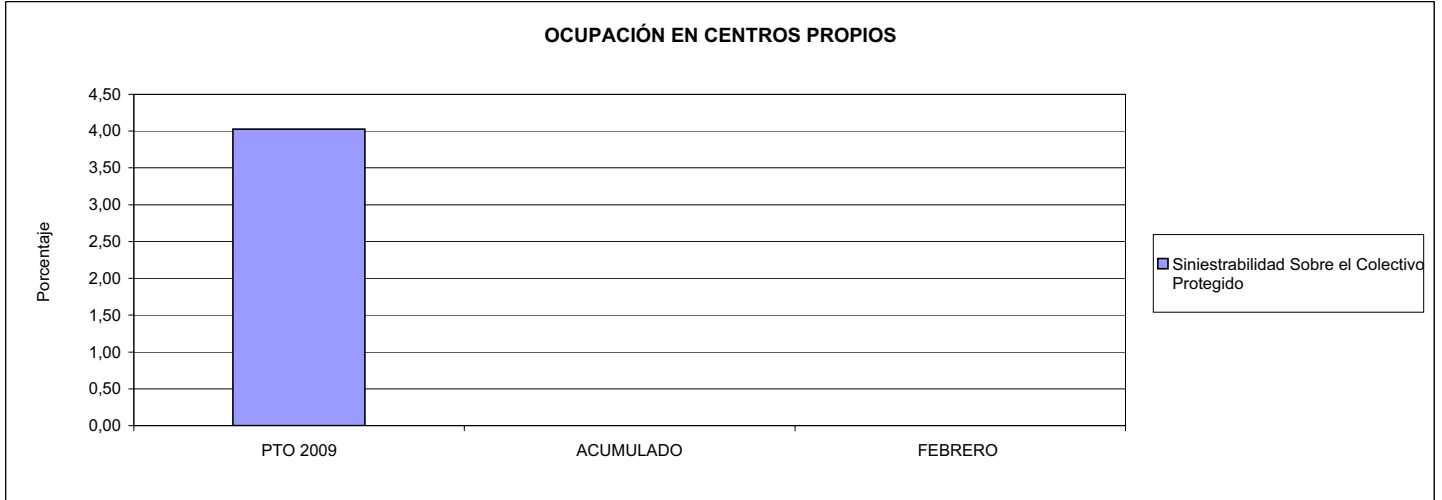 OCUPACIÓN EN CENTROS PROPIOS
4,50
4,00
3,50
3,00
2,50
2,00
1,50
1,00
0,50
0,00
Porcentaje
PTO 2009
ACUMULADO
FEBRERO
Siniestrabilidad Sobre el Colectivo
Protegido